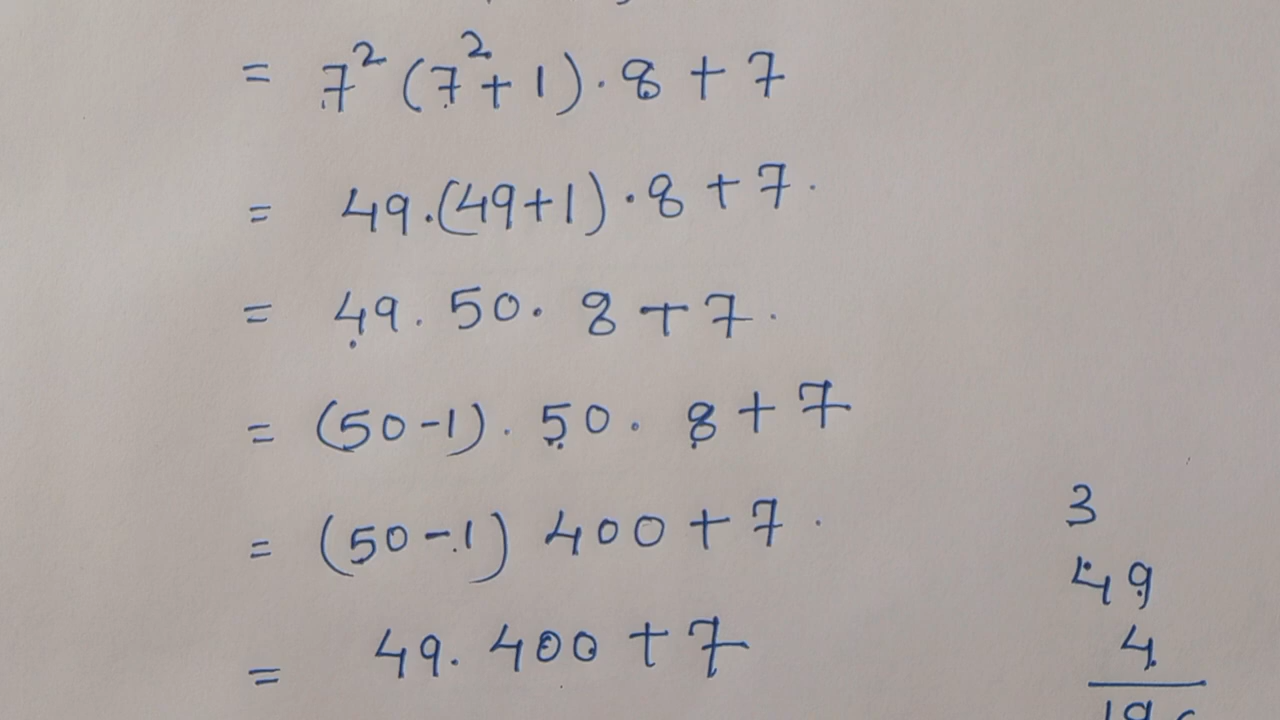 = 7² (7²+1) · 8 + 7
= 49·(49+1)·8 + 7.
= 49. 50. 8 + 7.
= (50-1). 50. 8 + 7
= (50-1) 400 + 7.
= 49. 400 + 7
3
49
4
196